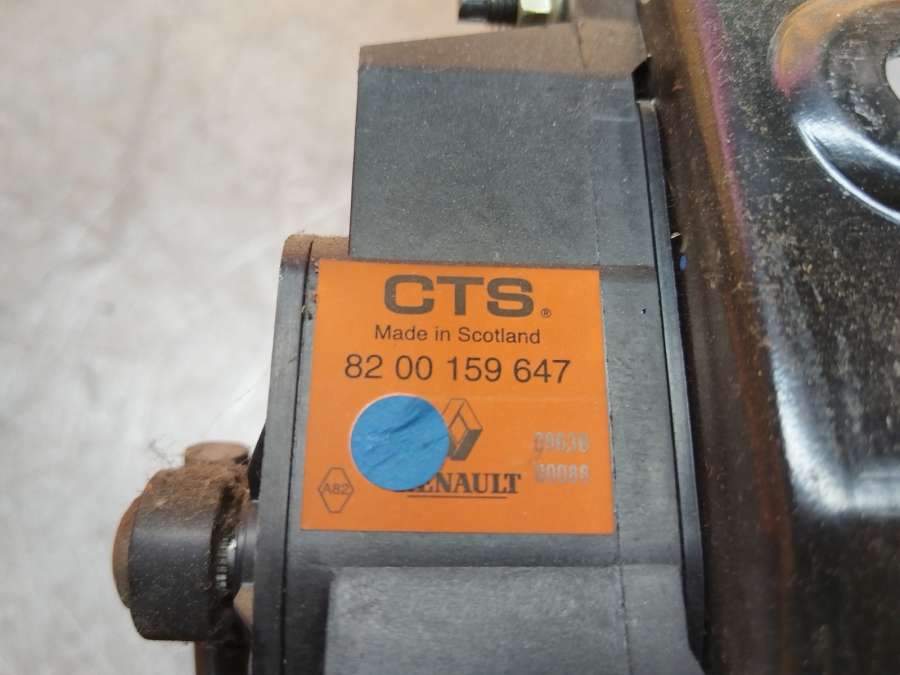 CTS®
Made in Scotland
82 00 159 647
RENAULT
A82